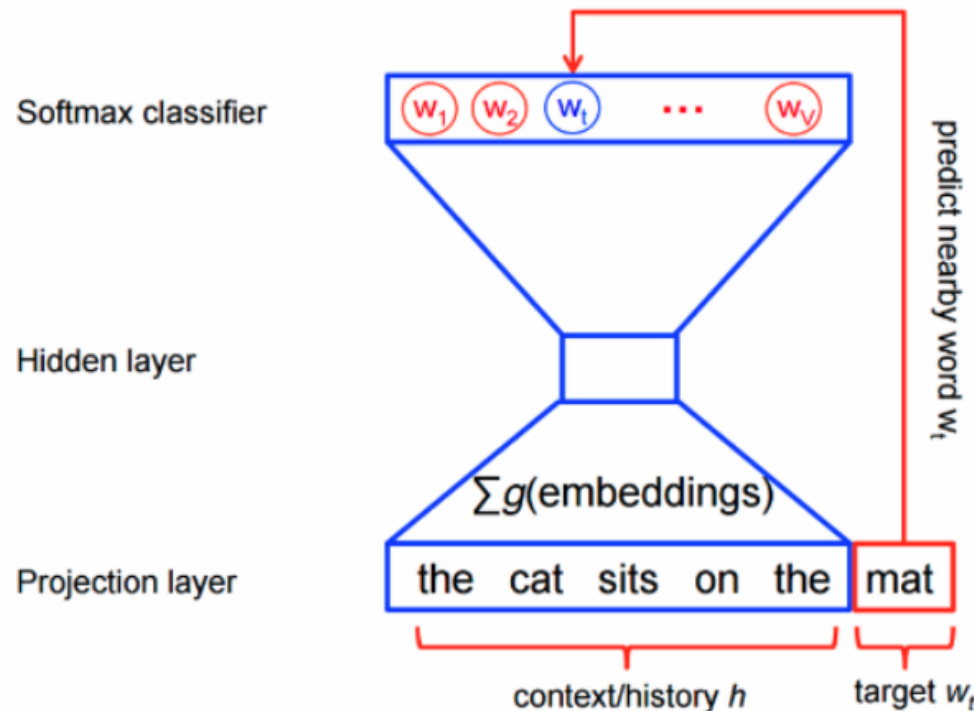 Softmax classifier
w₁ w₂ wₜ ... w_V
predict nearby word wₜ
Hidden layer
∑g(embeddings)
Projection layer
the cat sits on the mat
context/history h
target wₜ